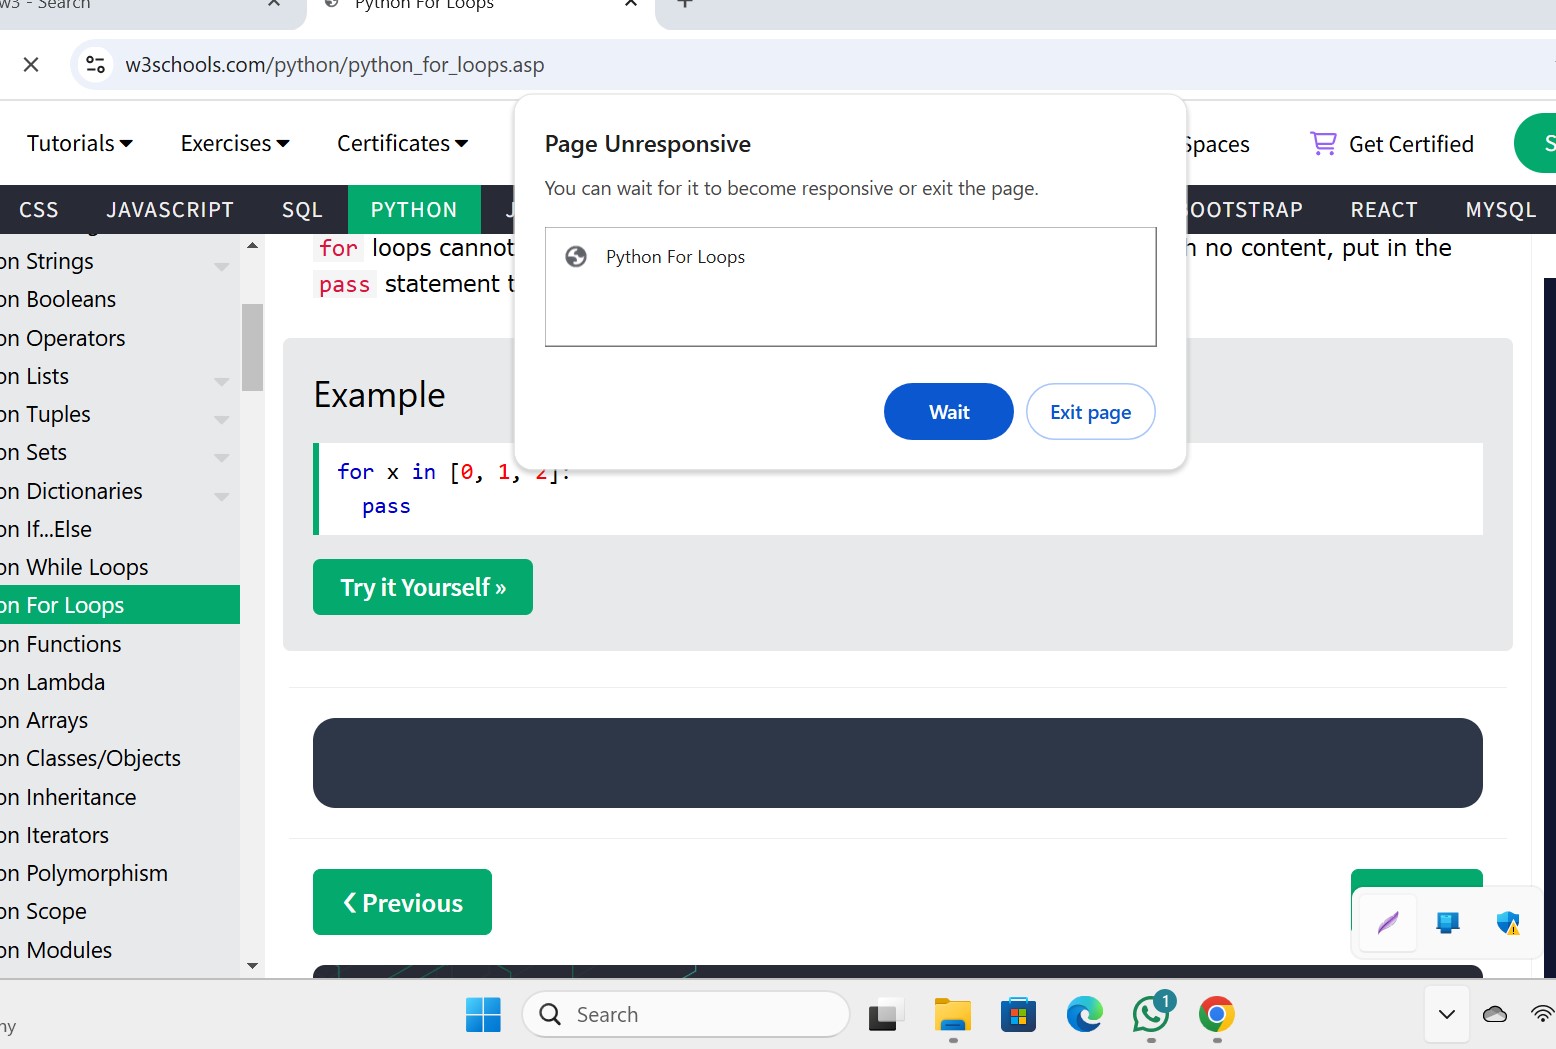 w3 - Search
Python For Loops
w3schools.com/python/python_for_loops.asp
Tutorials
Exercises
Certificates
Spaces
Get Certified
S
CSS
JAVASCRIPT
SQL
PYTHON
BOOTSTRAP
REACT
MYSQL
Page Unresponsive
You can wait for it to become responsive or exit the page.
Python For Loops
Wait
Exit page
on Strings
on Booleans
on Operators
on Lists
on Tuples
on Sets
on Dictionaries
on If...Else
on While Loops
on For Loops
on Functions
on Lambda
on Arrays
on Classes/Objects
on Inheritance
on Iterators
on Polymorphism
on Scope
on Modules
for loops cannot
h no content, put in the
pass statement t
Example
for x in [0, 1, 2]:
pass
Try it Yourself »
❮ Previous
ny
Search
1